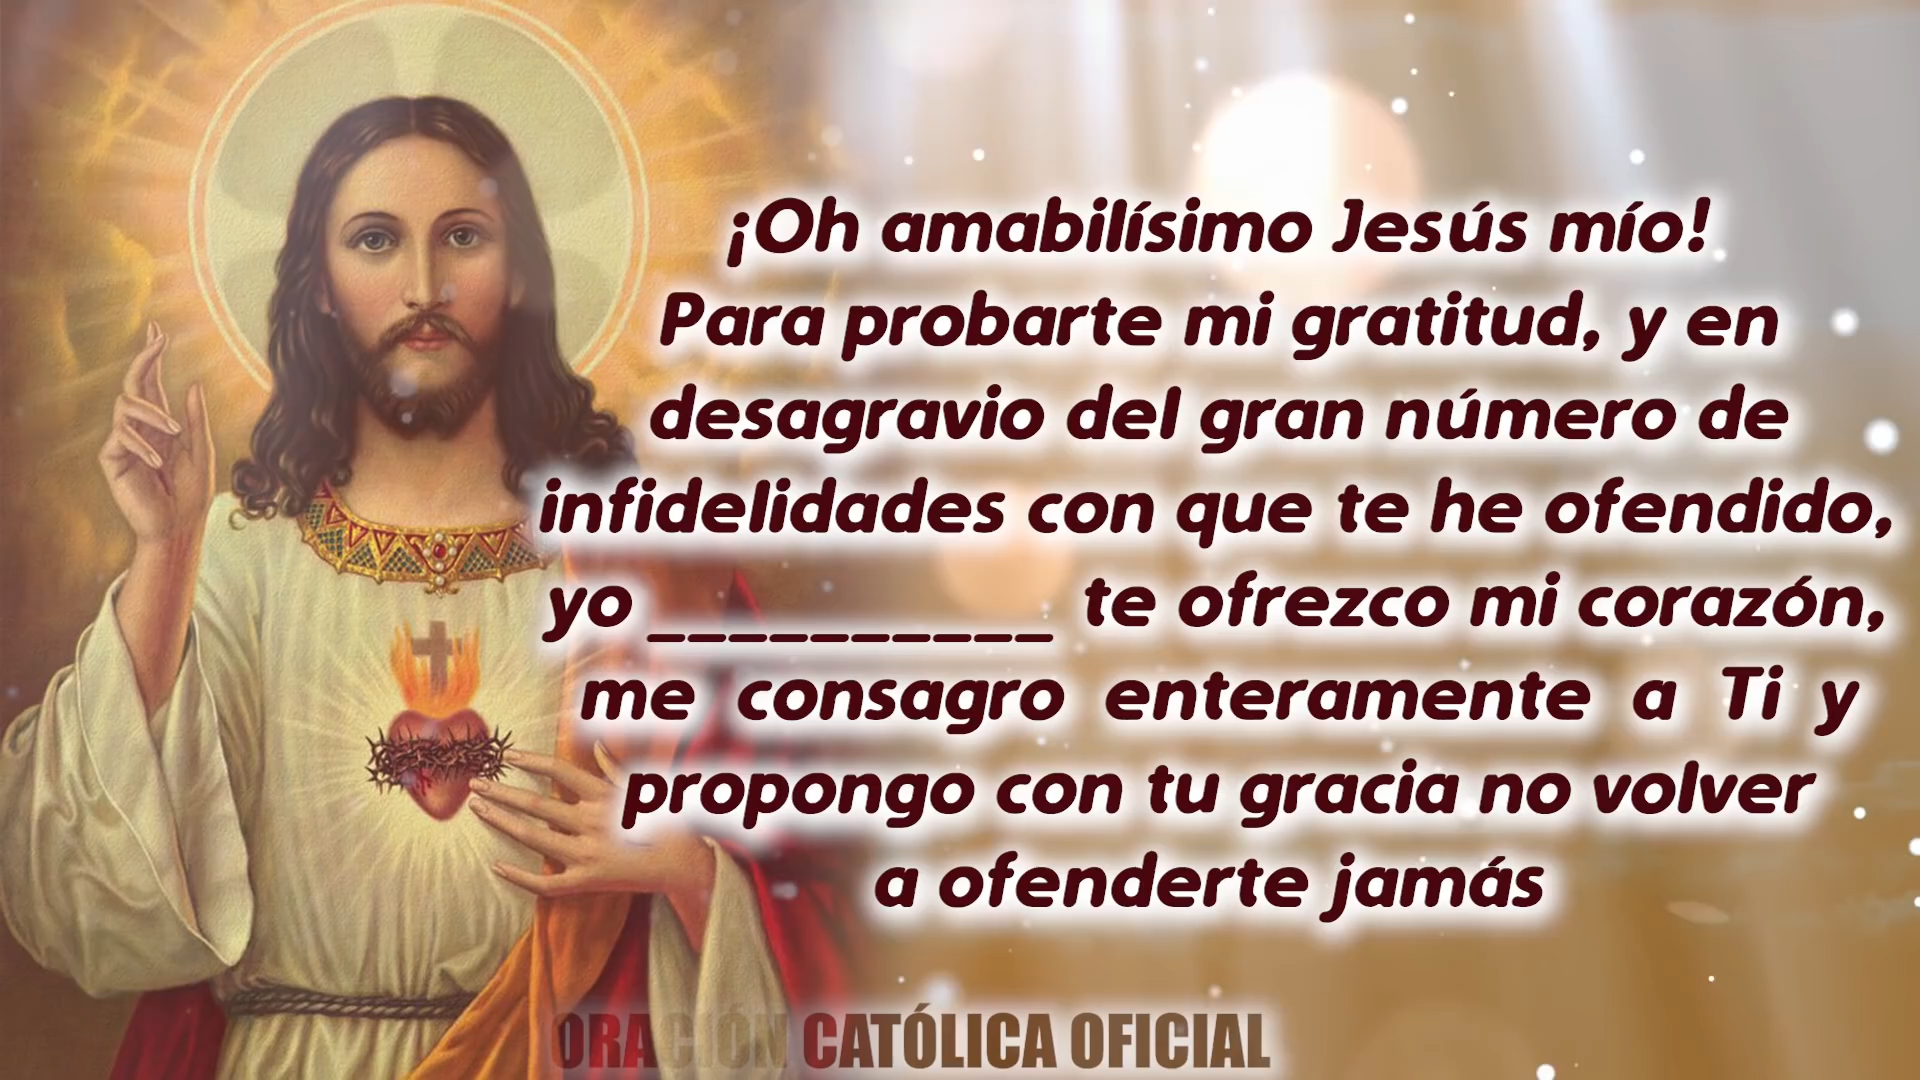 ¡Oh amabilísimo Jesús mío!
Para probarte mi gratitud, y en
desagravio del gran número de
infidelidades con que te he ofendido,
yo __________ te ofrezco mi corazón,
me consagro enteramente a Ti y
propongo con tu gracia no volver
a ofenderte jamás
ORACIÓN CATÓLICA OFICIAL